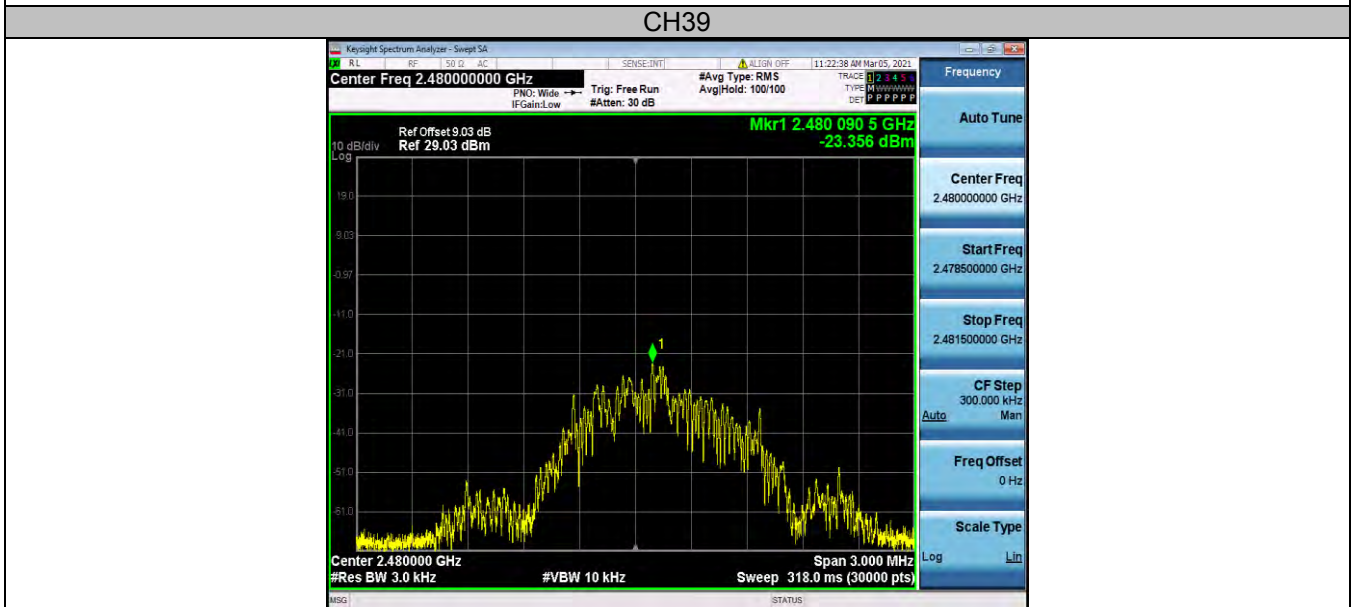 CH39
Keysight Spectrum Analyzer - Swept SA
RL RF 50 Ω AC SENSE:INT ALIGN OFF 11:22:38 AM Mar 05, 2021
Center Freq 2.480000000 GHz
PNO: Wide
IFGain:Low
Trig: Free Run
#Atten: 30 dB
#Avg Type: RMS
Avg|Hold: 100/100
TRACE 1 2 3 4 5 6
TYPE M WWWWW
DET P P P P P P
Mkr1 2.480 090 5 GHz
-23.356 dBm
Ref Offset 9.03 dB
10 dB/div Ref 29.03 dBm
Log
19.0
9.03
-0.97
-11.0
-21.0
-31.0
-41.0
-51.0
-61.0
1
Center 2.480000 GHz Span 3.000 MHz
#Res BW 3.0 kHz #VBW 10 kHz Sweep 318.0 ms (30000 pts)
MSG STATUS
Frequency
Auto Tune
Center Freq
2.480000000 GHz
Start Freq
2.478500000 GHz
Stop Freq
2.481500000 GHz
CF Step
300.000 kHz
Auto Man
Freq Offset
0 Hz
Scale Type
Log Lin